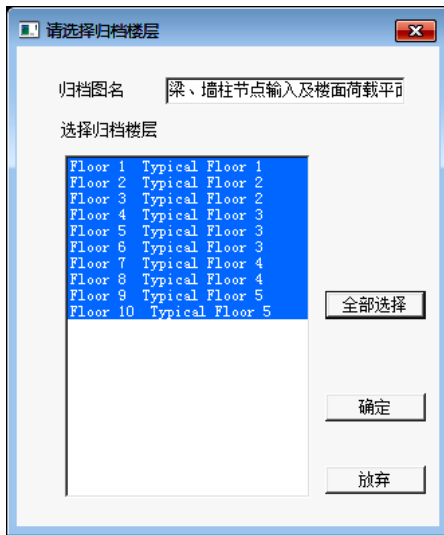 请选择归档楼层
归档图名 梁、墙柱节点输入及楼面荷载平面
选择归档楼层
Floor 1 Typical Floor 1
Floor 2 Typical Floor 2
Floor 3 Typical Floor 2
Floor 4 Typical Floor 3
Floor 5 Typical Floor 3
Floor 6 Typical Floor 3
Floor 7 Typical Floor 4
Floor 8 Typical Floor 4
Floor 9 Typical Floor 5
Floor 10 Typical Floor 5
全部选择
确定
放弃